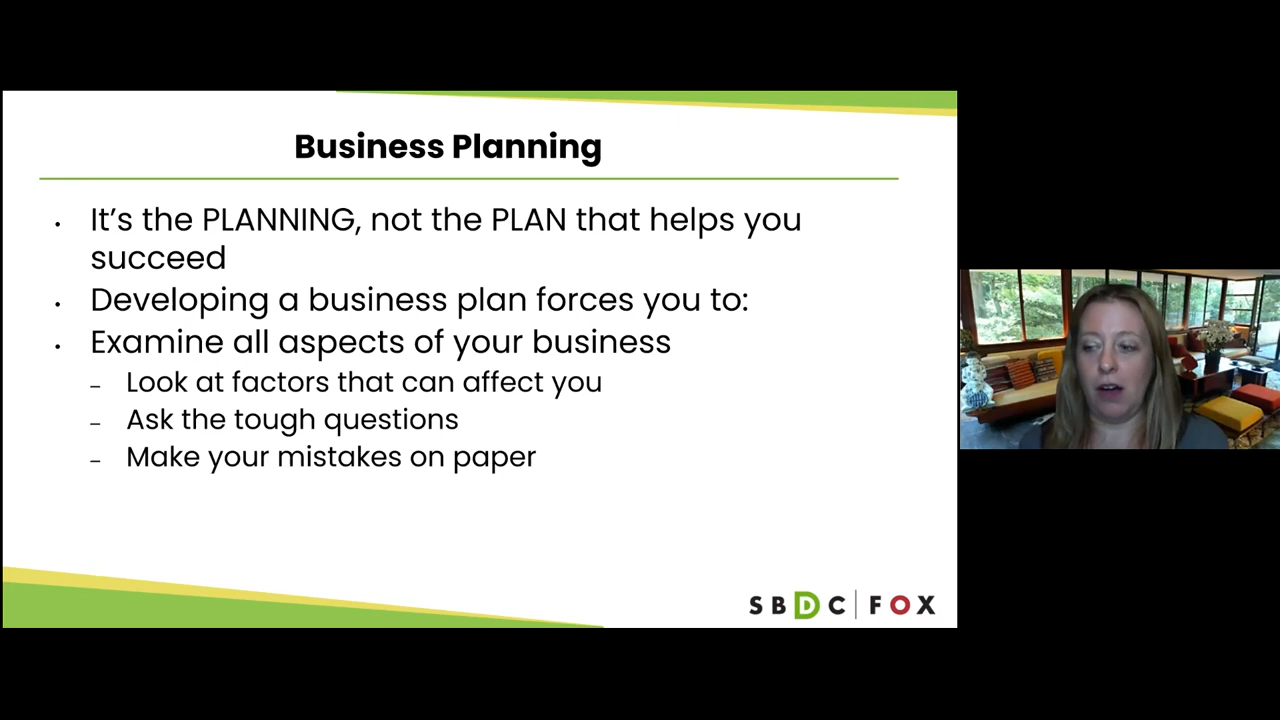 Business Planning
• It’s the PLANNING, not the PLAN that helps you
succeed
• Developing a business plan forces you to:
• Examine all aspects of your business
– Look at factors that can affect you
– Ask the tough questions
– Make your mistakes on paper
SBDC | FOX